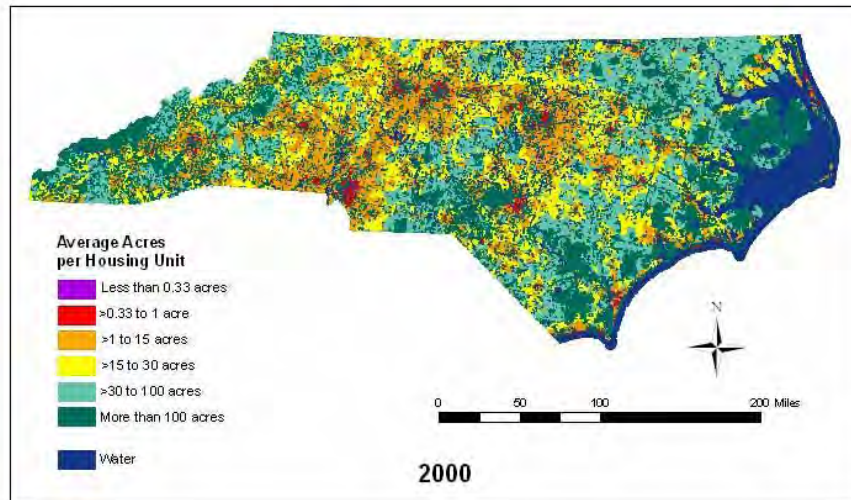 Average Acres
per Housing Unit
Less than 0.33 acres
>0.33 to 1 acre
>1 to 15 acres
>15 to 30 acres
>30 to 100 acres
More than 100 acres
Water
N
0 50 100 200 Miles
2000